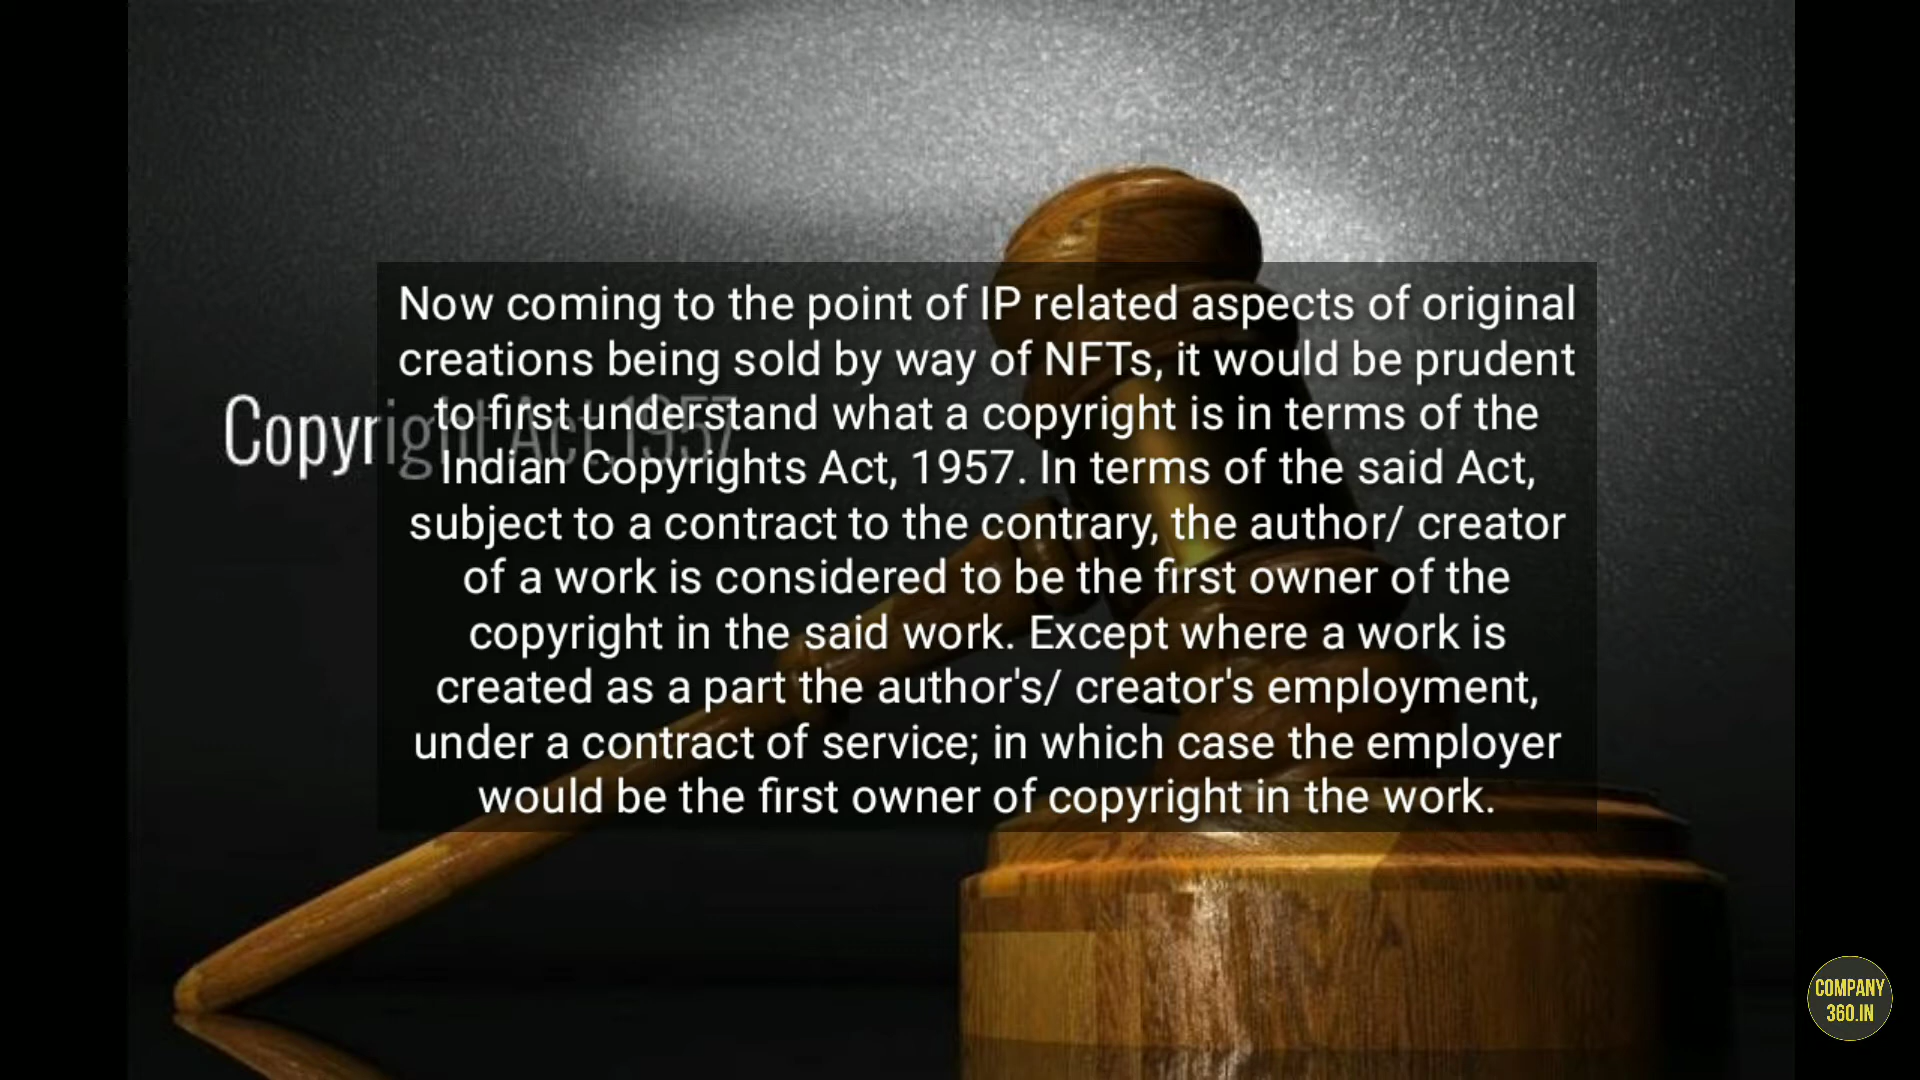 Now coming to the point of IP related aspects of original
creations being sold by way of NFTs, it would be prudent
to first understand what a copyright is in terms of the
Copyright Act,1957
Indian Copyrights Act, 1957. In terms of the said Act,
subject to a contract to the contrary, the author/ creator
of a work is considered to be the first owner of the
copyright in the said work. Except where a work is
created as a part the author's/ creator's employment,
under a contract of service; in which case the employer
would be the first owner of copyright in the work.
COMPANY
360.IN